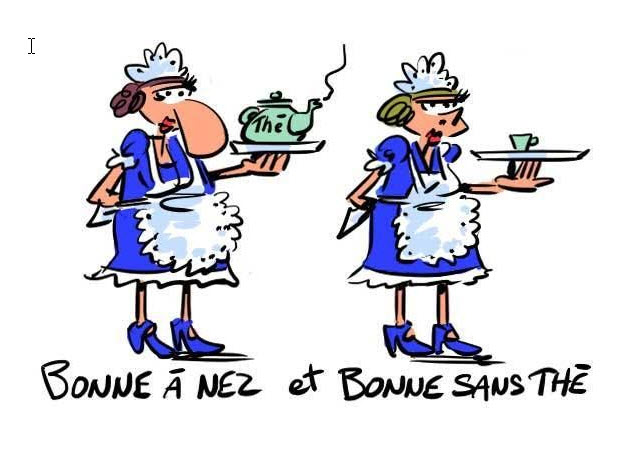 Thé
BONNE À NEZ et BONNE SANS THÉ